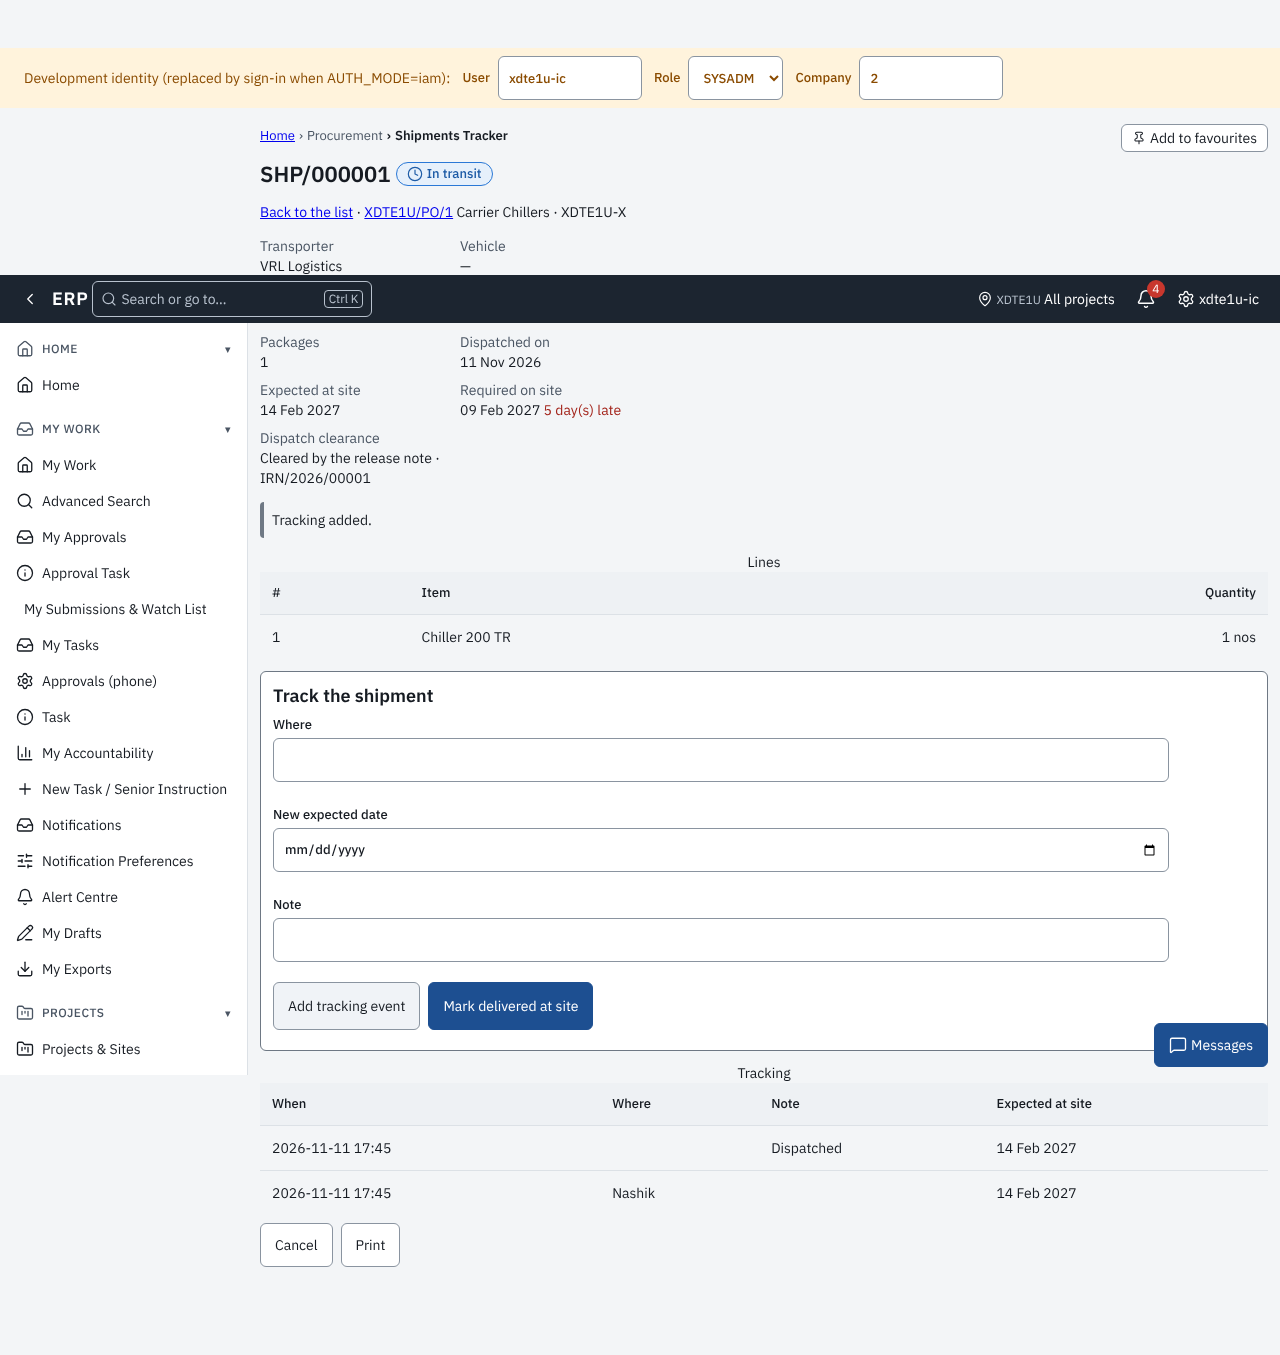 Development identity (replaced by sign-in when AUTH_MODE=iam): User xdte1u-ic Role SYSADM Company 2
Home › Procurement › Shipments Tracker
Add to favourites
SHP/000001 In transit
Back to the list · XDTE1U/PO/1 Carrier Chillers · XDTE1U-X
Transporter Vehicle
VRL Logistics —
ERP Search or go to... Ctrl K XDTE1U All projects 4 xdte1u-ic
HOME
Home
MY WORK
My Work
Advanced Search
My Approvals
Approval Task
My Submissions & Watch List
My Tasks
Approvals (phone)
Task
My Accountability
New Task / Senior Instruction
Notifications
Notification Preferences
Alert Centre
My Drafts
My Exports
PROJECTS
Projects & Sites
Packages Dispatched on
1 11 Nov 2026
Expected at site Required on site
14 Feb 2027 09 Feb 2027 5 day(s) late
Dispatch clearance
Cleared by the release note ·
IRN/2026/00001
Tracking added.
Lines
# Item Quantity
1 Chiller 200 TR 1 nos
Track the shipment
Where
New expected date
mm/dd/yyyy
Note
Add tracking event Mark delivered at site
Messages
Tracking
When Where Note Expected at site
2026-11-11 17:45 Dispatched 14 Feb 2027
2026-11-11 17:45 Nashik 14 Feb 2027
Cancel Print